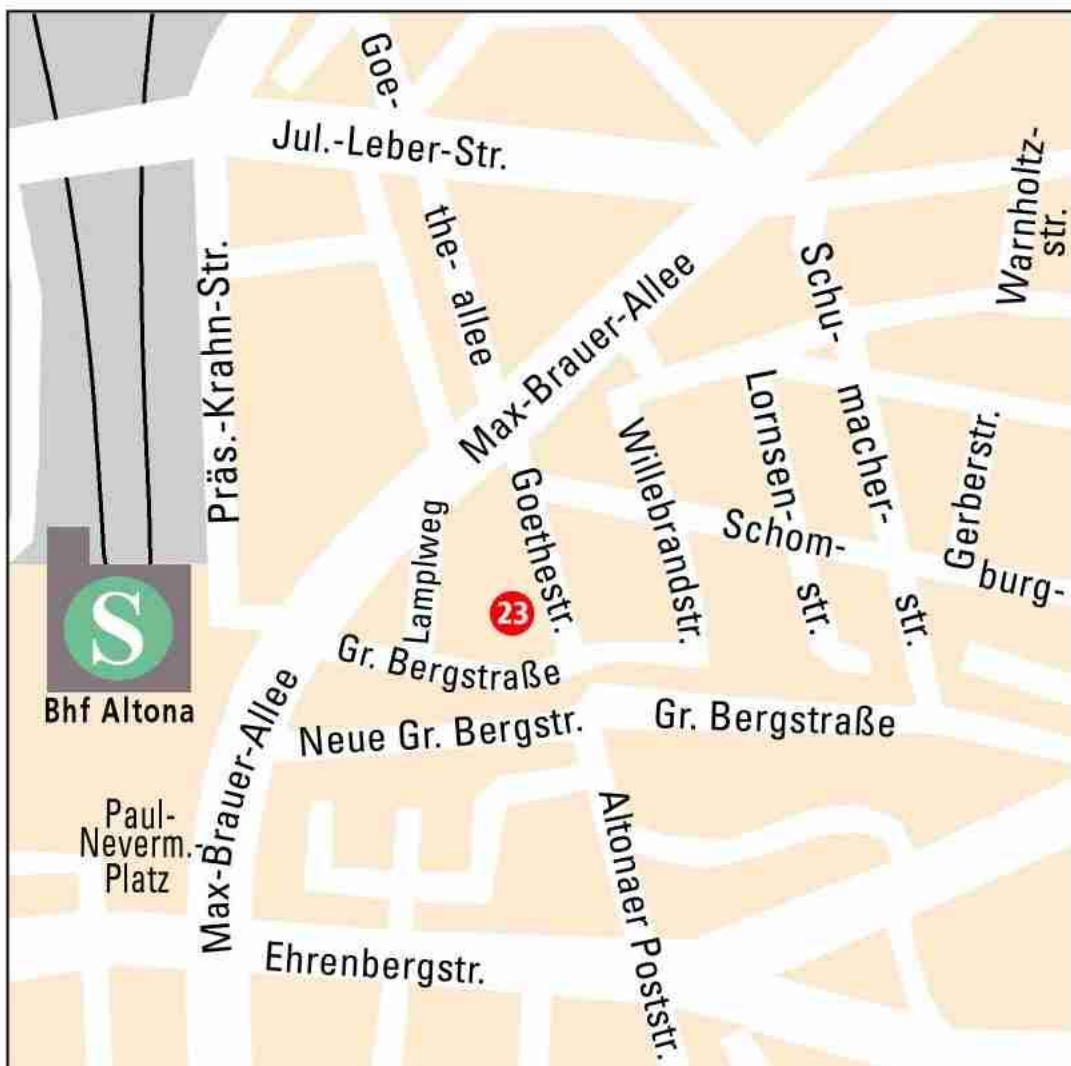 Goe-
the- allee
Jul.-Leber-Str.
Warnholtz-
str.
Präs.-Krahn-Str.
Max-Brauer-Allee
Schu-
macher-
str.
Lornsen-
str.
Willebrandstr.
Gerberstr.
Schom-
burg-
Goethestr.
Lamplweg
23
S
Bhf Altona
Gr. Bergstraße
Gr. Bergstraße
Neue Gr. Bergstr.
Max-Brauer-Allee
Paul-
Neverm.-
Platz
Altonaer Poststr.
Ehrenbergstr.